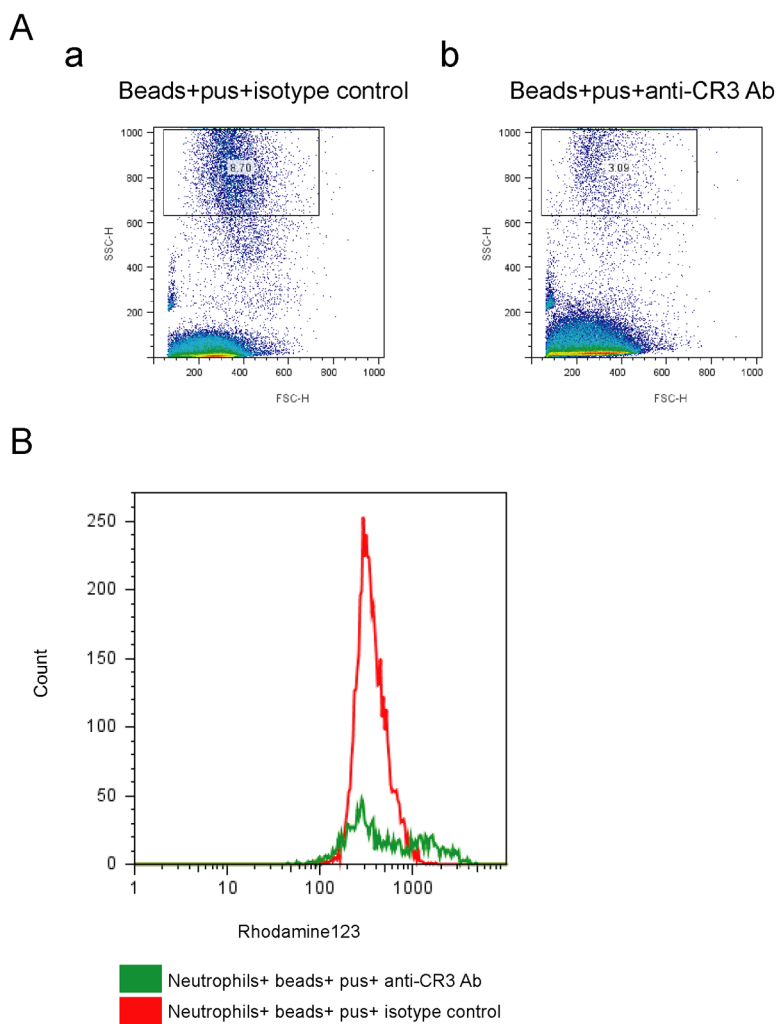 A
a
b
Beads+pus+isotype control
Beads+pus+anti-CR3 Ab
1000
800
600
400
200
8.70
SSC-H
200 400 600 800 1000
FSC-H
1000
800
600
400
200
3.09
SSC-H
200 400 600 800 1000
FSC-H
B
250
200
150
100
50
0
Count
1 10 100 1000
Rhodamine123
Neutrophils+ beads+ pus+ anti-CR3 Ab
Neutrophils+ beads+ pus+ isotype control